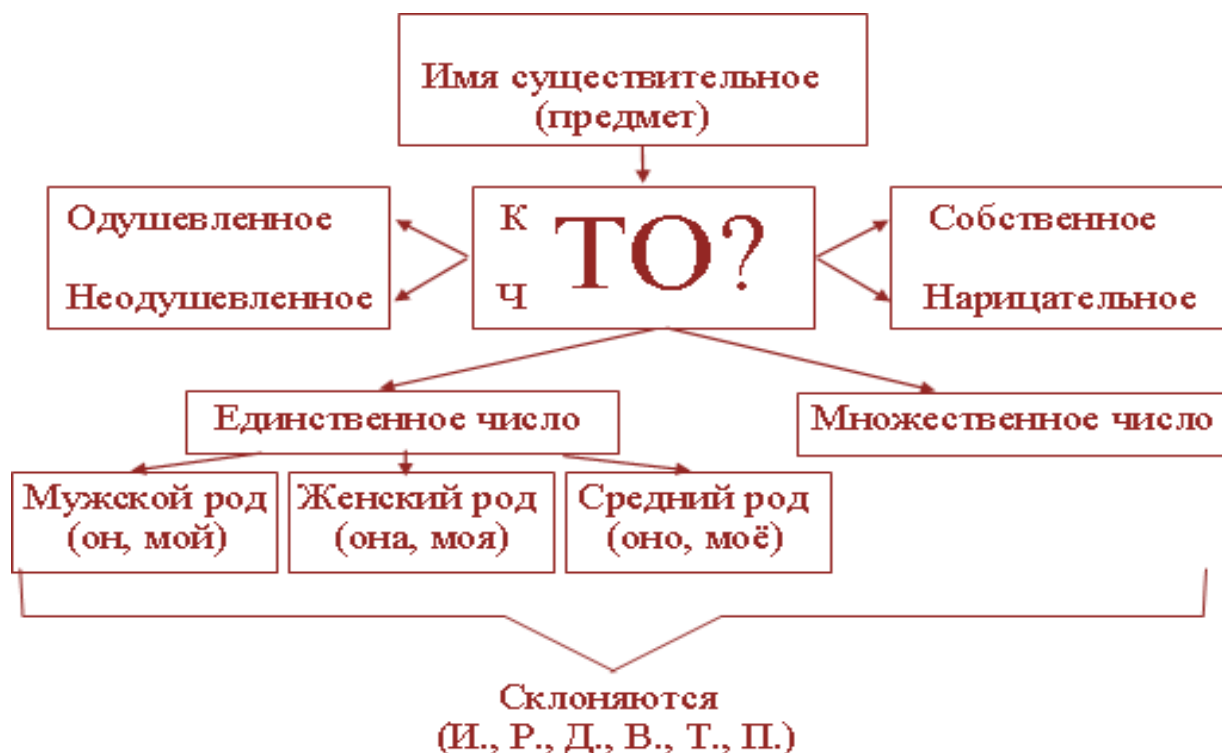 Имя существительное
(предмет)
Одушевленное
Неодушевленное
К
Ч
ТО?
Собственное
Нарицательное
Единственное число
Множественное число
Мужской род
(он, мой)
Женский род
(она, моя)
Средний род
(оно, моё)
Склоняются
(И., Р., Д., В., Т., П.)